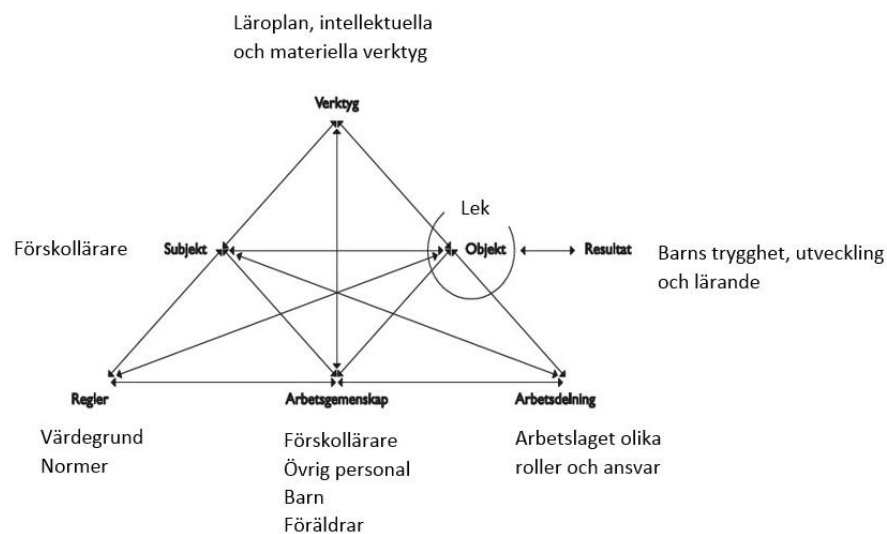 Läroplan, intellektuella
och materiella verktyg
Verktyg
Lek
Förskollärare
Subjekt
Objekt
Resultat
Barns trygghet, utveckling
och lärande
Regler
Arbetsgemenskap
Arbetsdelning
Värdegrund
Normer
Förskollärare
Övrig personal
Barn
Föräldrar
Arbetslaget olika
roller och ansvar